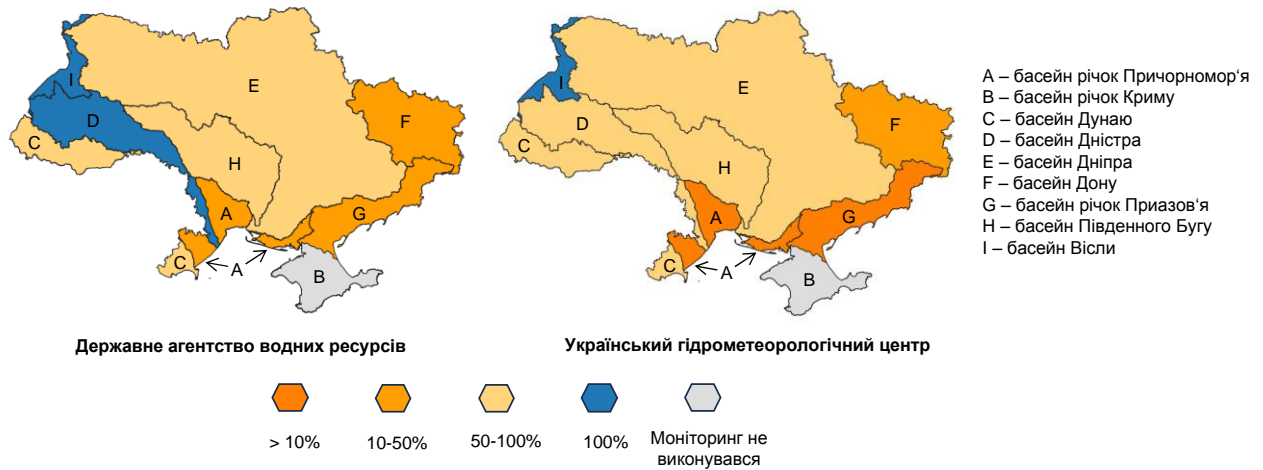 I
E
D
F
C
H
A
G
C
A
B
I
E
D
F
C
H
A
G
C
A
B
A – басейн річок Причорномор‘я
B – басейн річок Криму
C – басейн Дунаю
D – басейн Дністра
E – басейн Дніпра
F – басейн Дону
G – басейн річок Приазов‘я
H – басейн Південного Бугу
I – басейн Вісли
Державне агентство водних ресурсів
Український гідрометеорологічний центр
> 10%
10-50%
50-100%
100%
Моніторинг не
виконувався